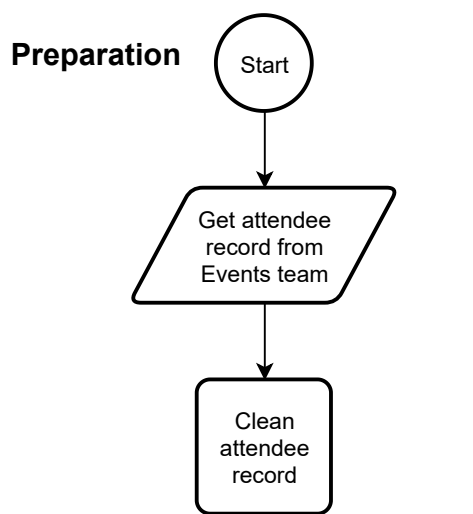 Preparation
Start
Get attendee
record from
Events team
Clean
attendee
record